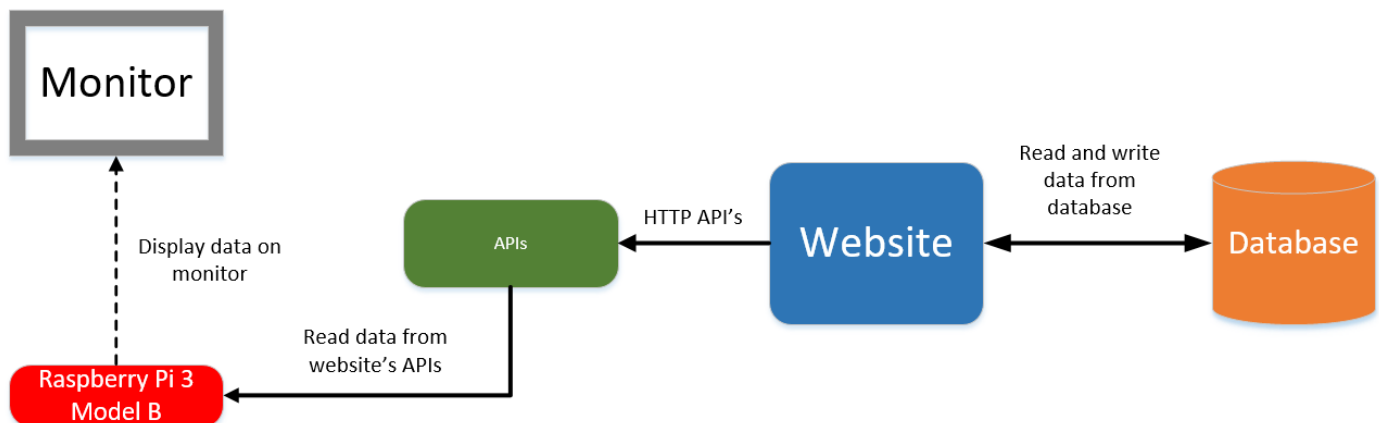 Monitor
Display data on
monitor
Raspberry Pi 3
Model B
Read data from
website’s APIs
APIs
HTTP API’s
Website
Read and write
data from
database
Database